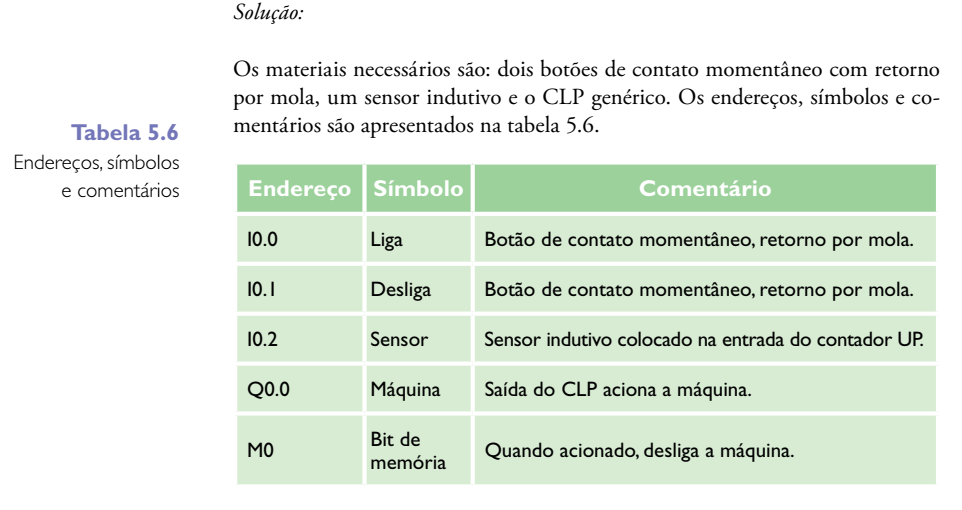 Solução:
Os materiais necessários são: dois botões de contato momentâneo com retorno
por mola, um sensor indutivo e o CLP genérico. Os endereços, símbolos e co-
mentários são apresentados na tabela 5.6.
Tabela 5.6
Endereços, símbolos
e comentários
Endereço Símbolo Comentário
I0.0 Liga Botão de contato momentâneo, retorno por mola.
I0.1 Desliga Botão de contato momentâneo, retorno por mola.
I0.2 Sensor Sensor indutivo colocado na entrada do contador UP.
Q0.0 Máquina Saída do CLP aciona a máquina.
M0 Bit de memória Quando acionado, desliga a máquina.